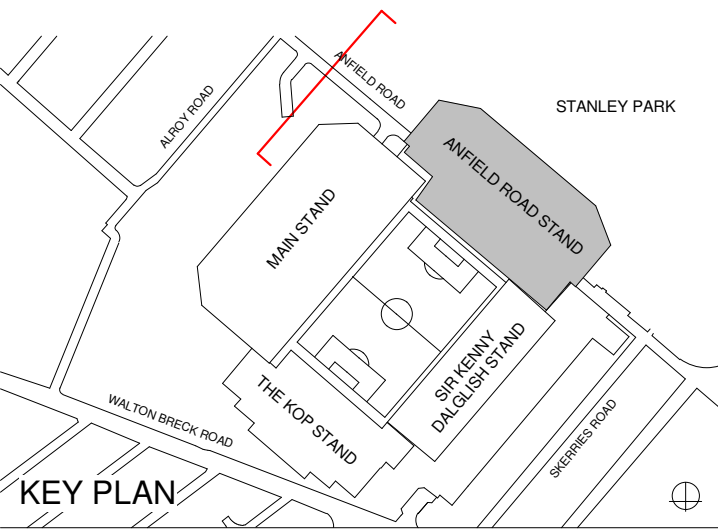 ANFIELD ROAD
STANLEY PARK
ALROY ROAD
ANFIELD ROAD STAND
MAIN STAND
SIR KENNY
DALGLISH STAND
THE KOP STAND
WALTON BRECK ROAD
SKERRIES ROAD
KEY PLAN